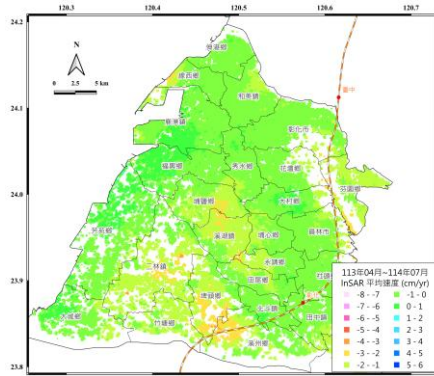 120.3 120.4 120.5 120.6 120.7
24.2
N
伸港鄉
線西鄉
0 2.5 5 km
和美鎮
24.1
鹿港鎮
彰化市
福興鄉
秀水鄉
花壇鄉
芬園鄉
24.0
埔鹽鄉
大村鄉
芳苑鄉
溪湖鎮
埔心鄉
員林市
永靖鄉
二林鎮
田尾鄉
社頭
23.9
埤頭鄉
大城鄉
竹塘鄉
北斗鎮
田中鎮
溪州鄉
23.8
113年04月~114年07月
InSAR 平均速度 (cm/yr)
-8 - -7 -1 - 0
-7 - -6 0 - 1
-6 - -5 1 - 2
-5 - -4 2 - 3
-4 - -3 3 - 4
-3 - -2 4 - 5
-2 - -1 5 - 6